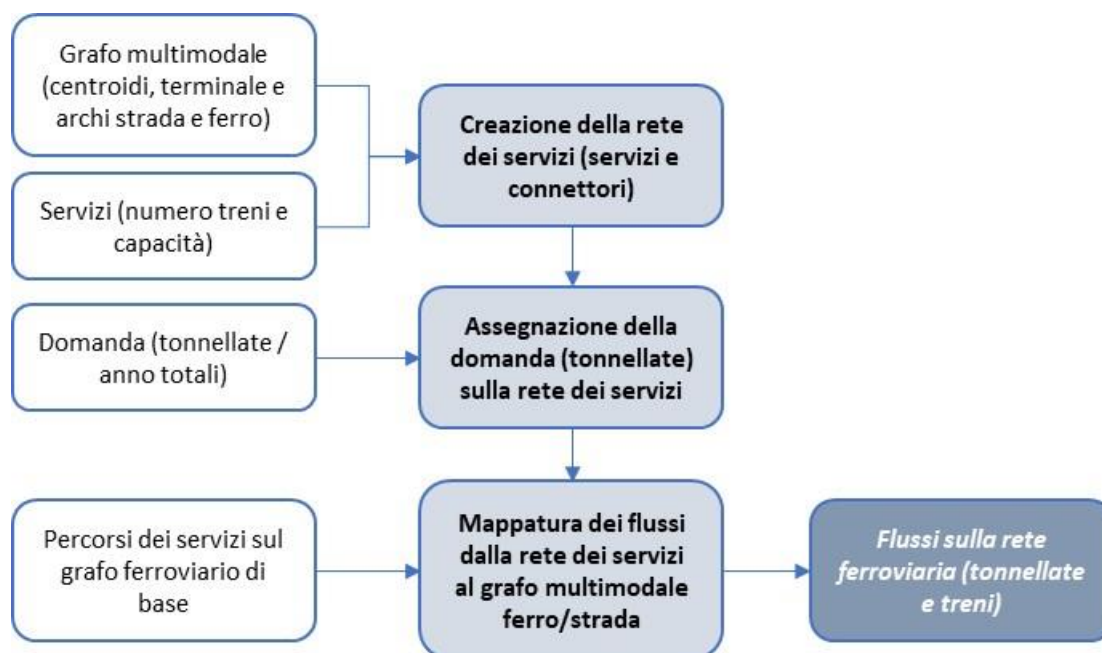 Grafo multimodale
(centroidi, terminale e
archi strada e ferro)
Servizi (numero treni e
capacità)
Creazione della rete
dei servizi (servizi e
connettori)
Domanda (tonnellate /
anno totali)
Assegnazione della
domanda (tonnellate)
sulla rete dei servizi
Percorsi dei servizi sul
grafo ferroviario di
base
Mappatura dei flussi
dalla rete dei servizi
al grafo multimodale
ferro/strada
Flussi sulla rete
ferroviaria (tonnellate
e treni)